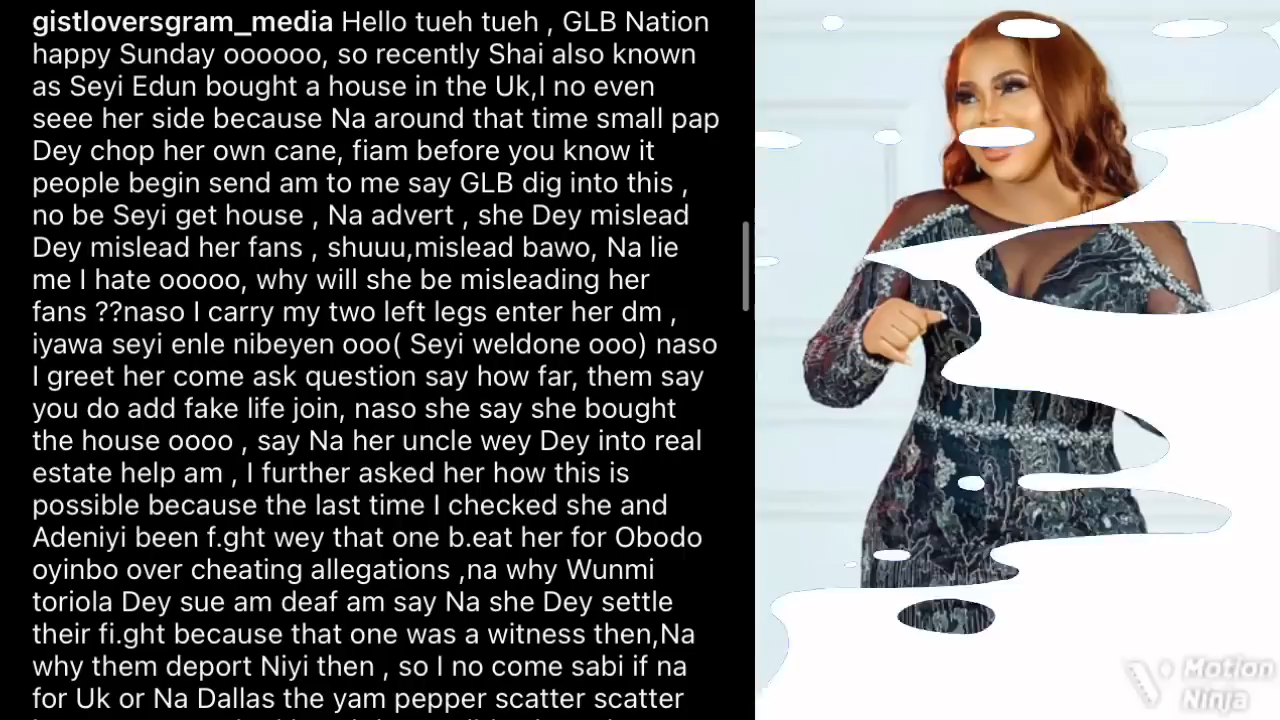 gistloversgram_media Hello tueh tueh , GLB Nation
happy Sunday oooooo, so recently Shai also known
as Seyi Edun bought a house in the Uk,I no even
seee her side because Na around that time small pap
Dey chop her own cane, fiam before you know it
people begin send am to me say GLB dig into this ,
no be Seyi get house , Na advert , she Dey mislead
Dey mislead her fans , shuuu,mislead bawo, Na lie
me I hate ooooo, why will she be misleading her
fans ??naso I carry my two left legs enter her dm ,
iyawa seyi enle nibeyen ooo( Seyi weldone ooo) naso
I greet her come ask question say how far, them say
you do add fake life join, naso she say she bought
the house oooo , say Na her uncle wey Dey into real
estate help am , I further asked her how this is
possible because the last time I checked she and
Adeniyi been f.ght wey that one b.eat her for Obodo
oyinbo over cheating allegations ,na why Wunmi
toriola Dey sue am deaf am say Na she Dey settle
their fi.ght because that one was a witness then,Na
why them deport Niyi then , so I no come sabi if na
for Uk or Na Dallas the yam pepper scatter scatter
Motion
Ninja